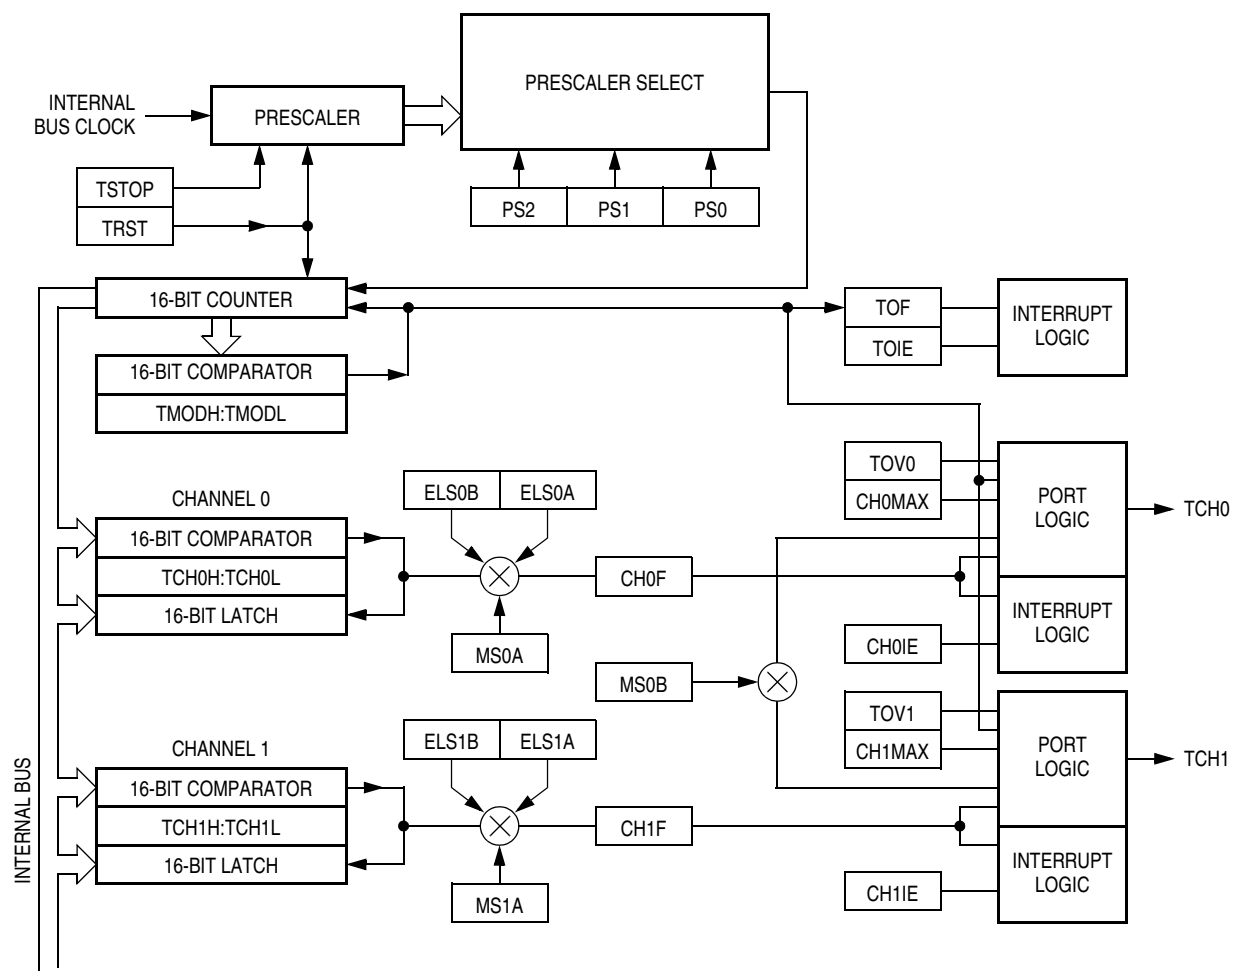 PRESCALER SELECT
INTERNAL
BUS CLOCK
PRESCALER
TSTOP
TRST
PS2
PS1
PS0
16-BIT COUNTER
16-BIT COMPARATOR
TMODH:TMODL
TOF
TOIE
INTERRUPT
LOGIC
CHANNEL 0
16-BIT COMPARATOR
TCH0H:TCH0L
16-BIT LATCH
ELS0B
ELS0A
MS0A
CH0F
TOV0
CH0MAX
PORT
LOGIC
TCH0
INTERRUPT
LOGIC
CH0IE
MS0B
CHANNEL 1
16-BIT COMPARATOR
TCH1H:TCH1L
16-BIT LATCH
ELS1B
ELS1A
MS1A
CH1F
TOV1
CH1MAX
PORT
LOGIC
TCH1
INTERRUPT
LOGIC
CH1IE
INTERNAL BUS